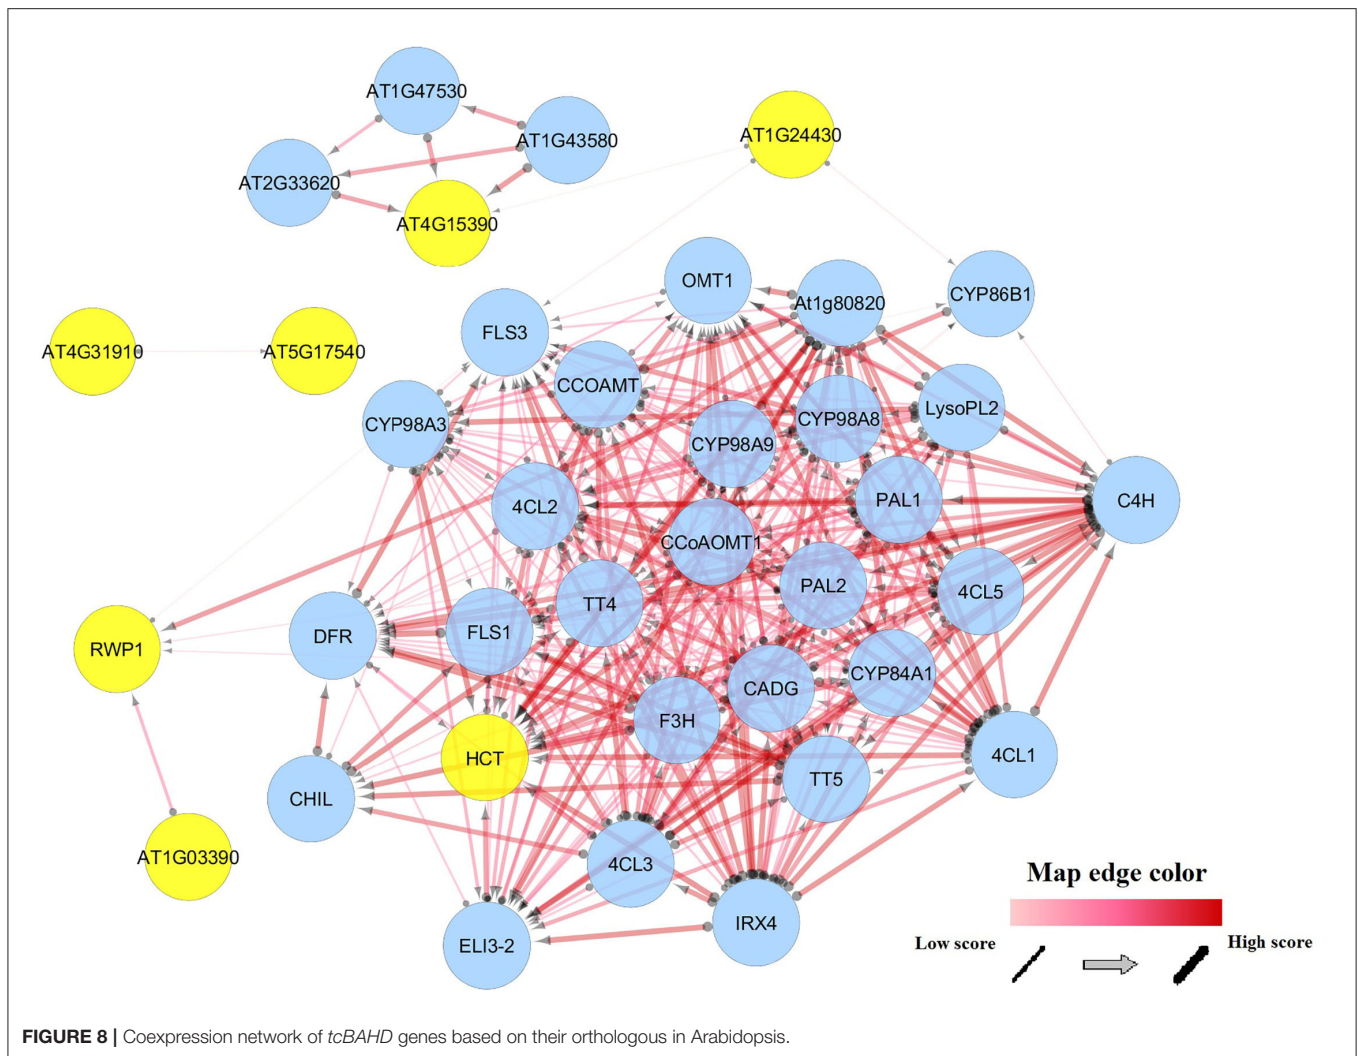 AT1G47530
AT1G43580
AT1G24430
AT2G33620
AT4G15390
OMT1
At1g80820
CYP86B1
FLS3
AT4G31910
AT5G17540
CCOAMT
CYP98A3
CYP98A9
CYP98A8
LysoPL2
4CL2
PAL1
C4H
CCoAOMT1
PAL2
4CL5
TT4
RWP1
DFR
FLS1
CYP84A1
CADG
F3H
HCT
TT5
4CL1
CHIL
AT1G03390
4CL3
IRX4
ELI3-2
Map edge color
Low score
High score
FIGURE 8 | Coexpression network of tcBAHD genes based on their orthologous in Arabidopsis.